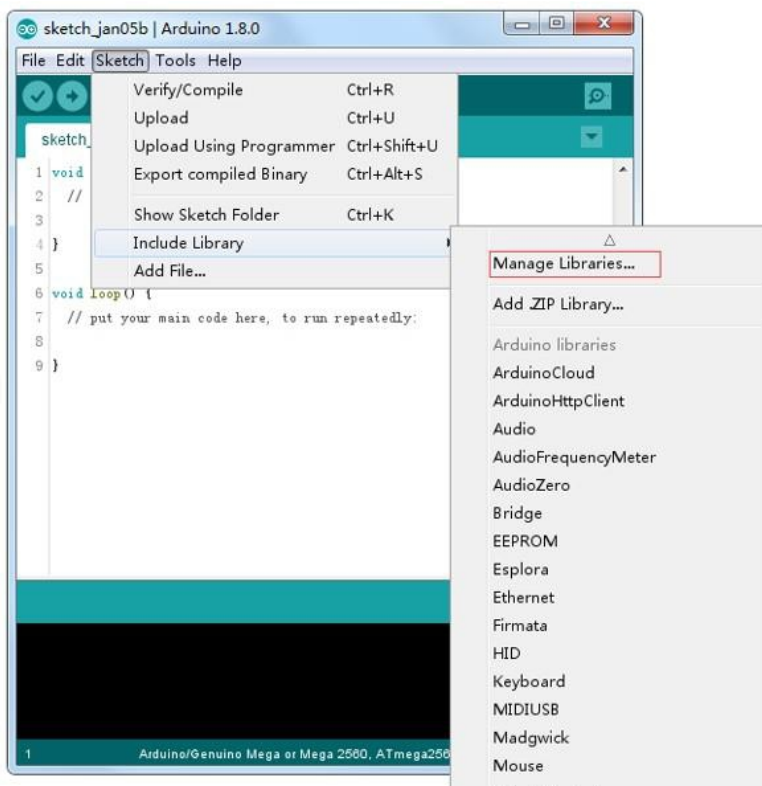 sketch_jan05b | Arduino 1.8.0
File Edit Sketch Tools Help
Verify/Compile Ctrl+R
Upload Ctrl+U
Upload Using Programmer Ctrl+Shift+U
Export compiled Binary Ctrl+Alt+S
Show Sketch Folder Ctrl+K
Include Library
Add File...
sketch_
1 void
2 //
3
4 }
5
6 void loop() {
7 // put your main code here, to run repeatedly:
8
9 }
Manage Libraries...
Add .ZIP Library...
Arduino libraries
ArduinoCloud
ArduinoHttpClient
Audio
AudioFrequencyMeter
AudioZero
Bridge
EEPROM
Esplora
Ethernet
Firmata
HID
Keyboard
MIDIUSB
Madgwick
Mouse
1 Arduino/Genuino Mega or Mega 2560, ATmega256